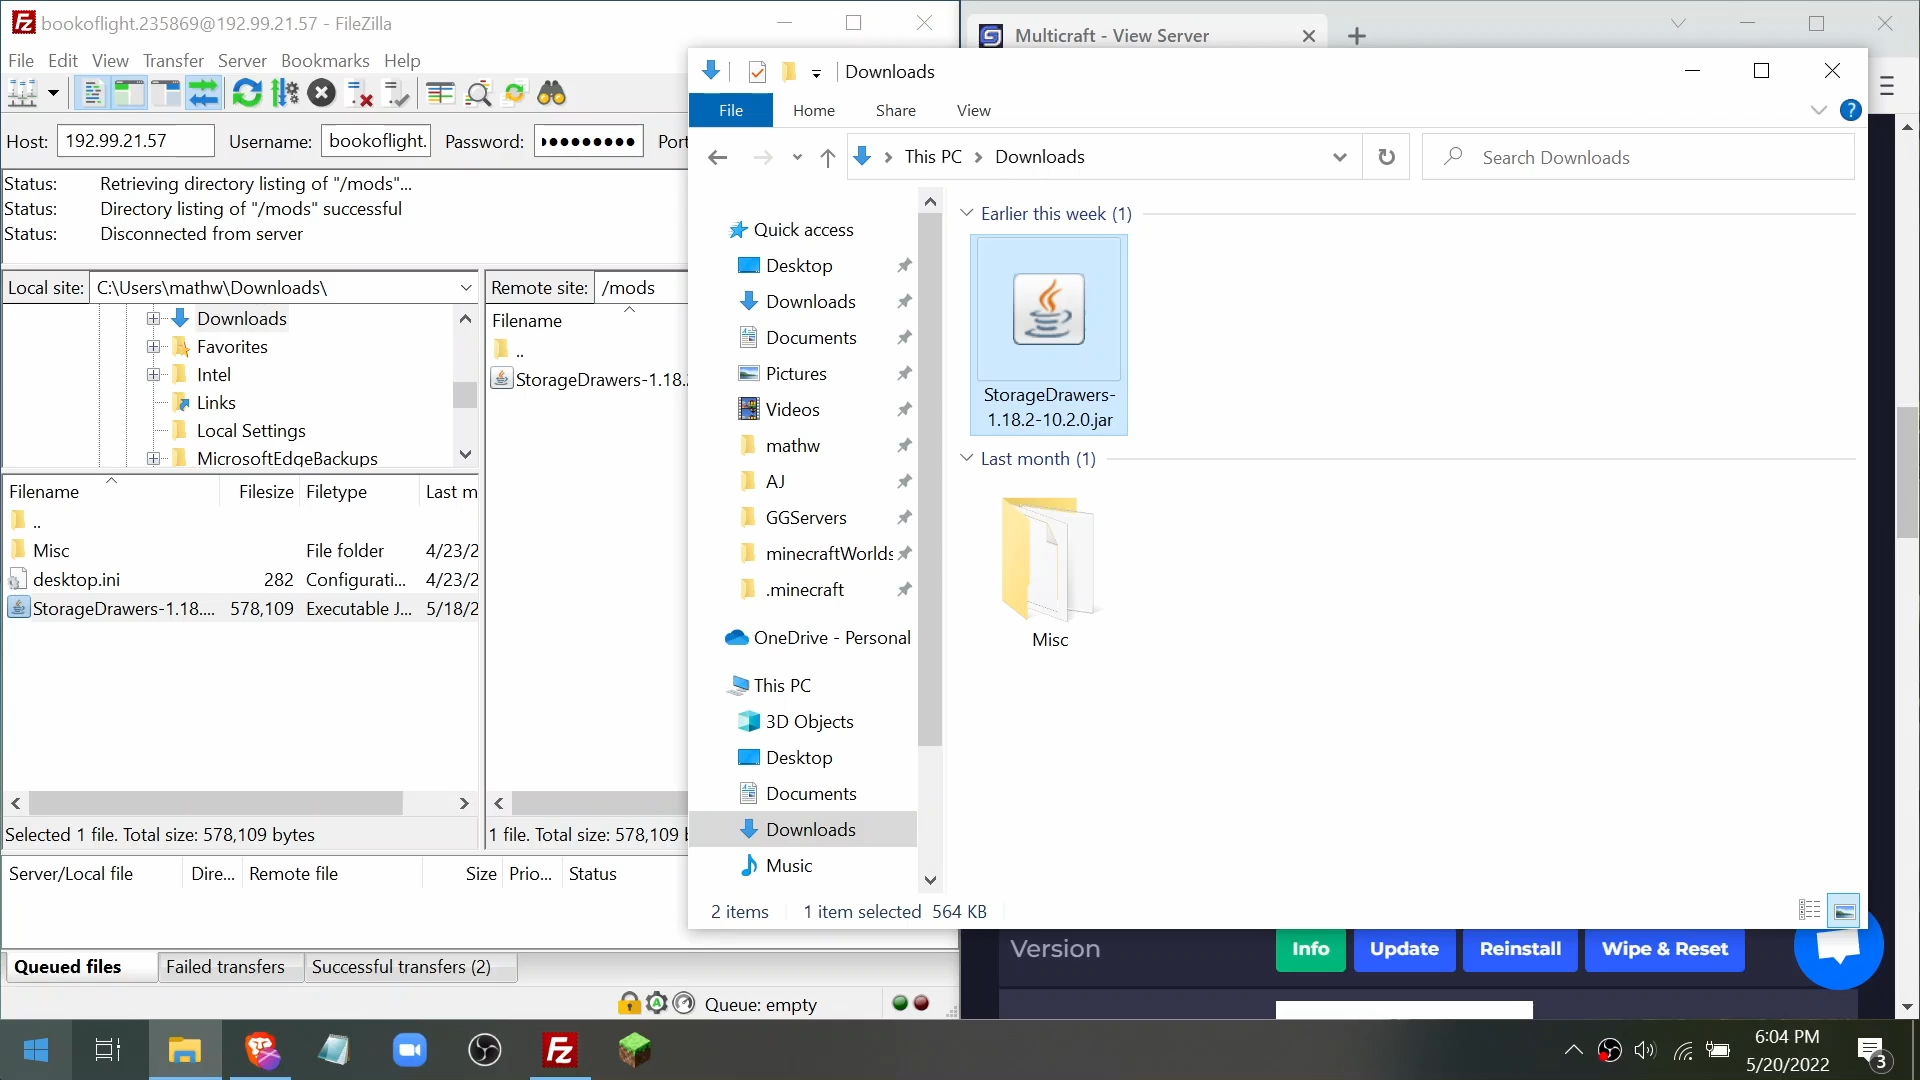 bookoflight.235869@192.99.21.57 - FileZilla
File Edit View Transfer Server Bookmarks Help
Host: 192.99.21.57 Username: bookoflight. Password: ●●●●●●●●●● Port
Status: Retrieving directory listing of "/mods"...
Status: Directory listing of "/mods" successful
Status: Disconnected from server
Local site: C:\Users\mathw\Downloads\
Downloads
Favorites
Intel
Links
Local Settings
MicrosoftEdgeBackups
Filename Filesize Filetype Last m
..
Misc File folder 4/23/2
desktop.ini 282 Configurati... 4/23/2
StorageDrawers-1.18.... 578,109 Executable J... 5/18/2
Selected 1 file. Total size: 578,109 bytes
Remote site: /mods
Filename
..
StorageDrawers-1.18.
1 file. Total size: 578,109
Server/Local file Dire... Remote file Size Prio... Status
Queued files Failed transfers Successful transfers (2)
Queue: empty
Multicraft - View Server
Downloads
File Home Share View
This PC Downloads
Search Downloads
Quick access
Desktop
Downloads
Documents
Pictures
Videos
mathw
AJ
GGServers
minecraftWorlds
.minecraft
OneDrive - Personal
This PC
3D Objects
Desktop
Documents
Downloads
Music
Earlier this week (1)
StorageDrawers-
1.18.2-10.2.0.jar
Last month (1)
Misc
2 items 1 item selected 564 KB
Version Info Update Reinstall Wipe & Reset
6:04 PM
5/20/2022
3